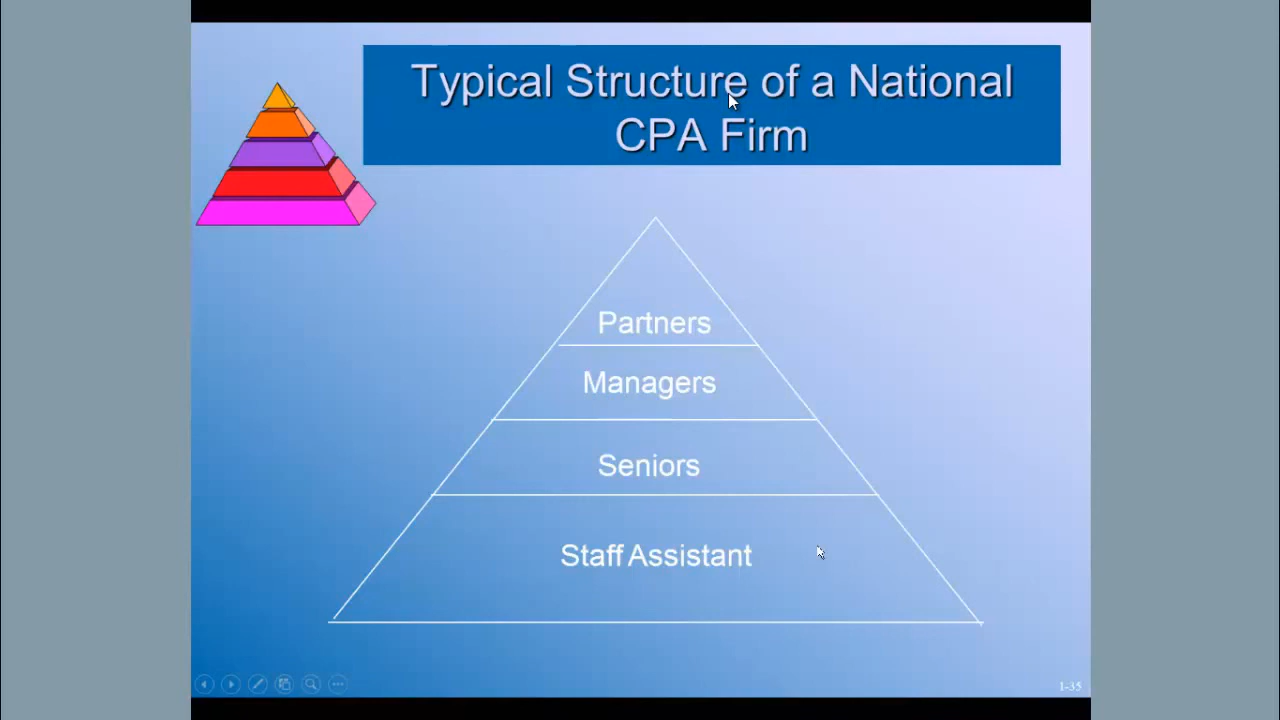 Typical Structure of a National
CPA Firm
Partners
Managers
Seniors
Staff Assistant
1-35